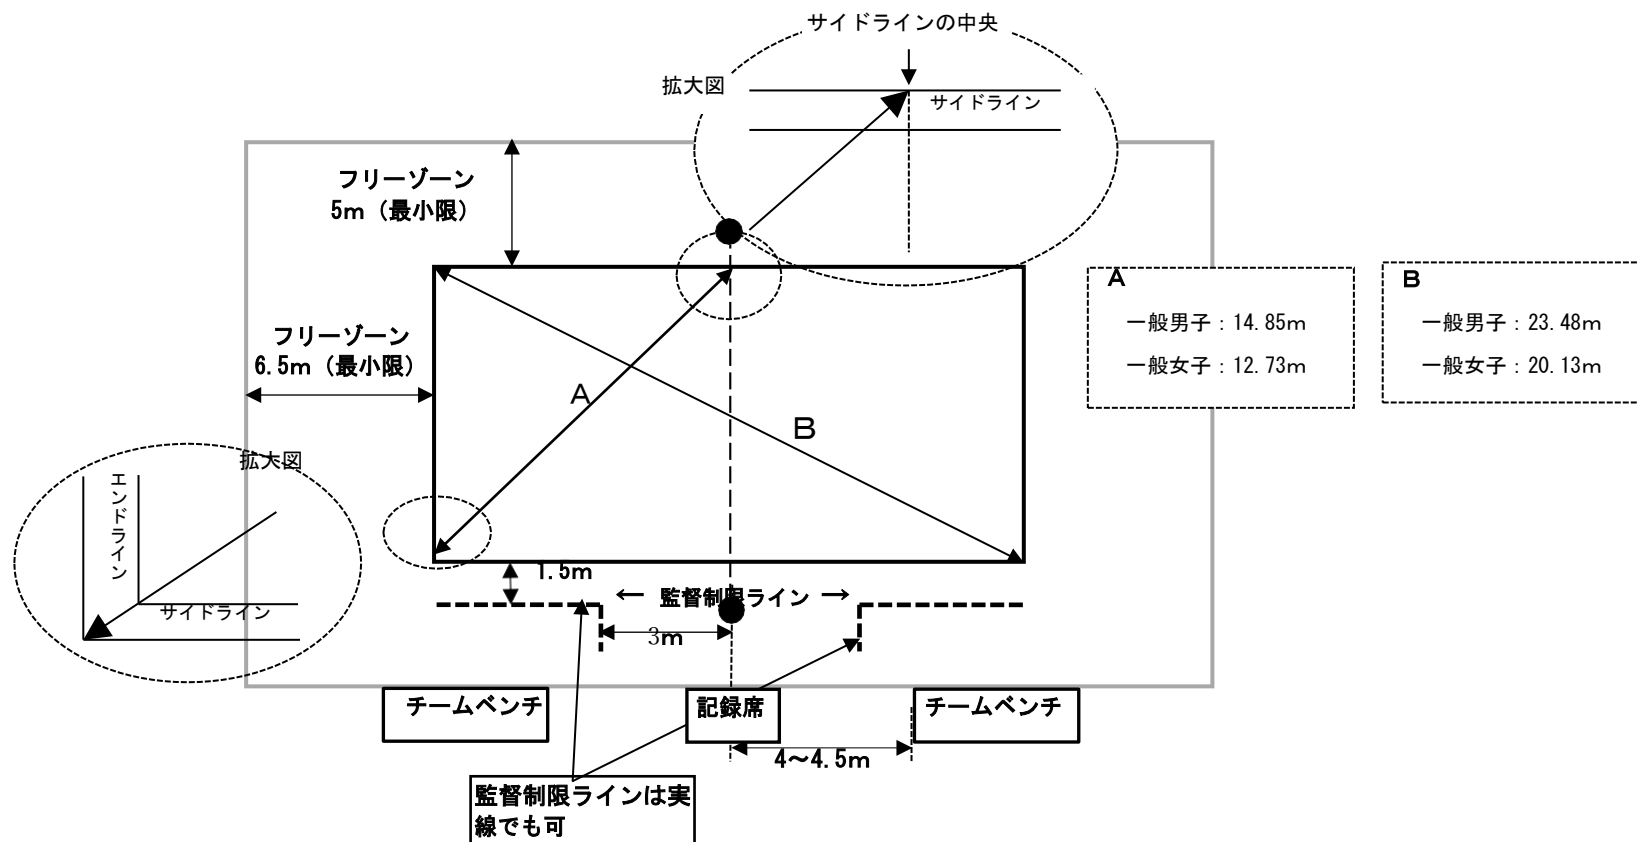 サイドラインの中央
拡大図
サイドライン
フリーゾーン
5m（最小限）
A
一般男子：14.85m
一般女子：12.73m
B
一般男子：23.48m
一般女子：20.13m
フリーゾーン
6.5m（最小限）
A
B
拡大図
エンドライン
サイドライン
1.5m
← 監督制限ライン →
3m
チームベンチ
記録席
チームベンチ
4～4.5m
監督制限ラインは実
線でも可